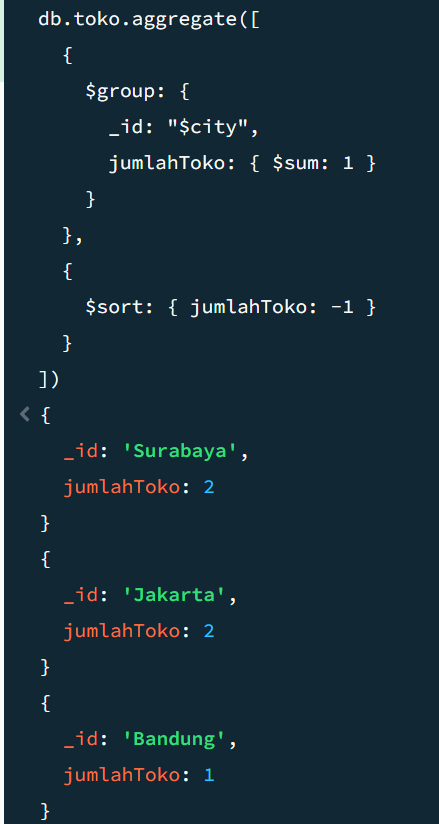 db.toko.aggregate([
{
$group: {
_id: "$city",
jumlahToko: { $sum: 1 }
}
},
{
$sort: { jumlahToko: -1 }
}
])
{
_id: 'Surabaya',
jumlahToko: 2
}
{
_id: 'Jakarta',
jumlahToko: 2
}
{
_id: 'Bandung',
jumlahToko: 1
}